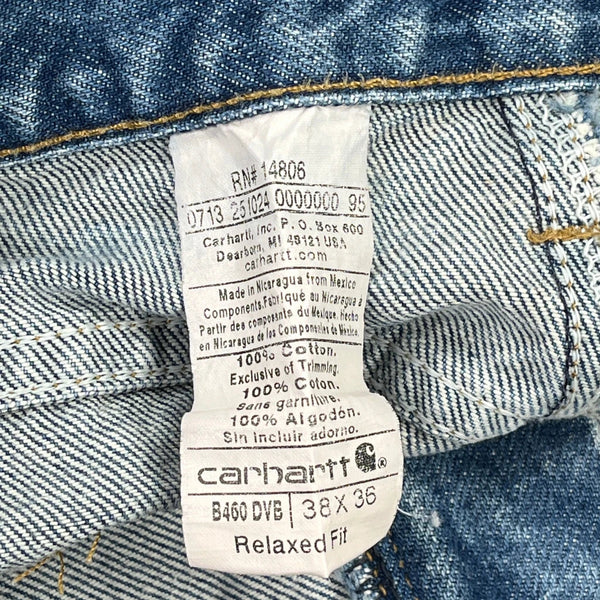 RN# 14806
0713 251024 0000000 95
Carhartt, Inc. P. O. Box 600
Dearborn, MI 48121 USA
carhartt.com
Made in Nicaragua from Mexico
Components.Fabriqué au Nicaragua à
Partir des composants du Mexique. Hecho
en Nicaragua de los Componentes de México.
100% Cotton.
Exclusive of Trimming.
100% Coton.
Sans garniture.
100% Algodón.
Sin incluir adorno.
carhartt
B460 DVB 38 X 36
Relaxed Fit